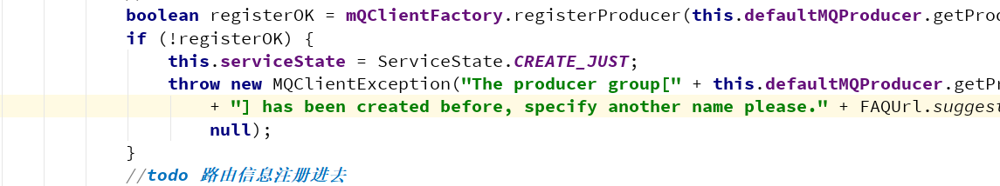 //
boolean registerOK = mQClientFactory.registerProducer(this.defaultMQProducer.getProd
if (!registerOK) {
this.serviceState = ServiceState.CREATE_JUST;
throw new MQClientException("The producer group[" + this.defaultMQProducer.getPr
+ "] has been created before, specify another name please." + FAQUrl.suggest
null);
}
//todo 路由信息注册进去